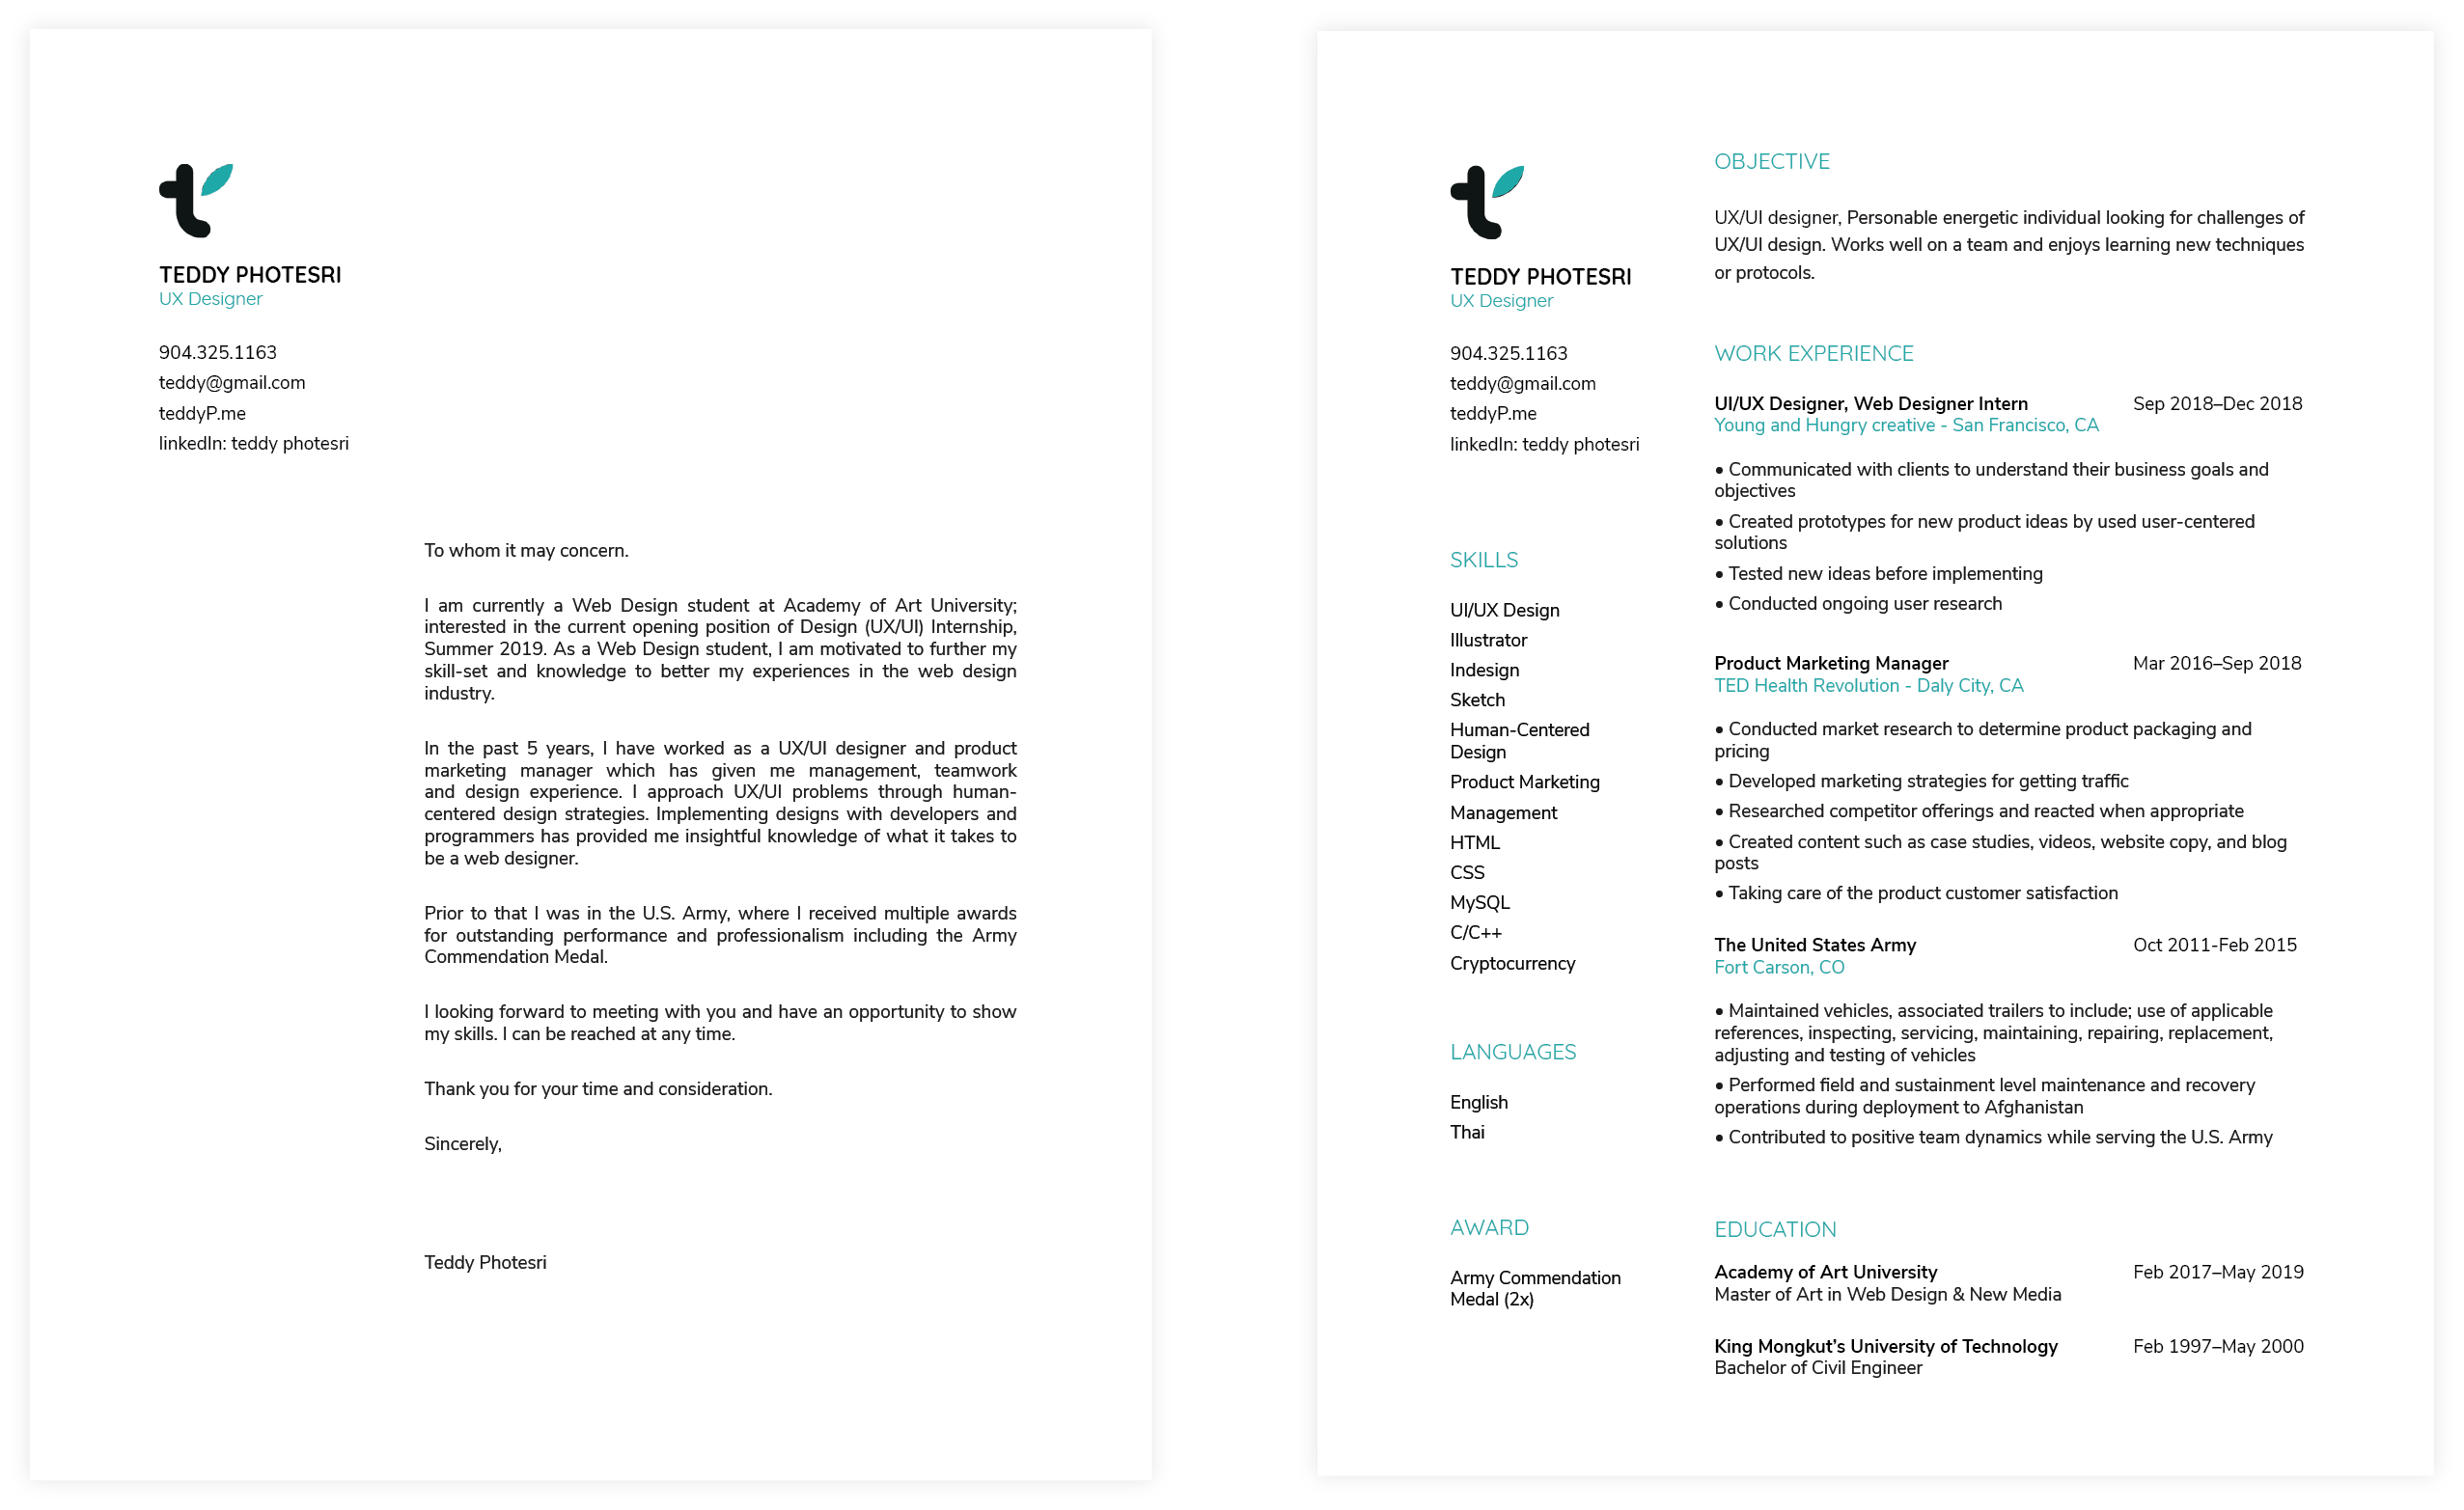 TEDDY PHOTESRI
UX Designer
904.325.1163
teddy@gmail.com
teddyP.me
linkedIn: teddy photesri
To whom it may concern.
I am currently a Web Design student at Academy of Art University;
interested in the current opening position of Design (UX/UI) Internship,
Summer 2019. As a Web Design student, I am motivated to further my
skill-set and knowledge to better my experiences in the web design
industry.
In the past 5 years, I have worked as a UX/UI designer and product
marketing manager which has given me management, teamwork
and design experience. I approach UX/UI problems through human-
centered design strategies. Implementing designs with developers and
programmers has provided me insightful knowledge of what it takes to
be a web designer.
Prior to that I was in the U.S. Army, where I received multiple awards
for outstanding performance and professionalism including the Army
Commendation Medal.
I looking forward to meeting with you and have an opportunity to show
my skills. I can be reached at any time.
Thank you for your time and consideration.
Sincerely,
Teddy Photesri
TEDDY PHOTESRI
UX Designer
904.325.1163
teddy@gmail.com
teddyP.me
linkedIn: teddy photesri
SKILLS
UI/UX Design
Illustrator
Indesign
Sketch
Human-Centered
Design
Product Marketing
Management
HTML
CSS
MySQL
C/C++
Cryptocurrency
LANGUAGES
English
Thai
AWARD
Army Commendation
Medal (2x)
OBJECTIVE
UX/UI designer, Personable energetic individual looking for challenges of
UX/UI design. Works well on a team and enjoys learning new techniques
or protocols.
WORK EXPERIENCE
UI/UX Designer, Web Designer Intern Sep 2018–Dec 2018
Young and Hungry creative - San Francisco, CA
• Communicated with clients to understand their business goals and
objectives
• Created prototypes for new product ideas by used user-centered
solutions
• Tested new ideas before implementing
• Conducted ongoing user research
Product Marketing Manager Mar 2016–Sep 2018
TED Health Revolution - Daly City, CA
• Conducted market research to determine product packaging and
pricing
• Developed marketing strategies for getting traffic
• Researched competitor offerings and reacted when appropriate
• Created content such as case studies, videos, website copy, and blog
posts
• Taking care of the product customer satisfaction
The United States Army Oct 2011-Feb 2015
Fort Carson, CO
• Maintained vehicles, associated trailers to include; use of applicable
references, inspecting, servicing, maintaining, repairing, replacement,
adjusting and testing of vehicles
• Performed field and sustainment level maintenance and recovery
operations during deployment to Afghanistan
• Contributed to positive team dynamics while serving the U.S. Army
EDUCATION
Academy of Art University Feb 2017–May 2019
Master of Art in Web Design & New Media
King Mongkut’s University of Technology Feb 1997–May 2000
Bachelor of Civil Engineer